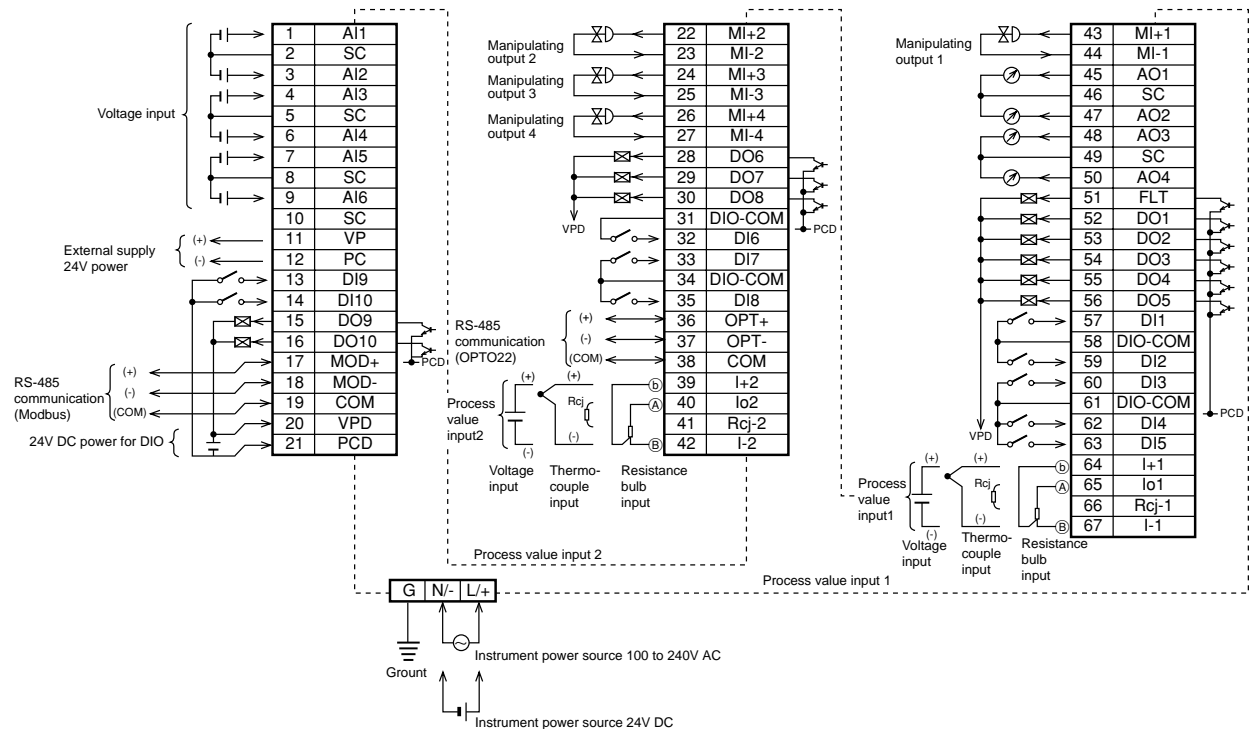 Voltage input
1 AI1
2 SC
3 AI2
4 AI3
5 SC
6 AI4
7 AI5
8 SC
9 AI6
10 SC
11 VP
12 PC
13 DI9
14 DI10
15 DO9
16 DO10
17 MOD+
18 MOD-
19 COM
20 VPD
21 PCD
External supply
24V power
(+)
(-)
PCD
RS-485
communication
(Modbus)
(+)
(-)
(COM)
24V DC power for DIO
Manipulating
output 2
Manipulating
output 3
Manipulating
output 4
22 MI+2
23 MI-2
24 MI+3
25 MI-3
26 MI+4
27 MI-4
28 DO6
29 DO7
30 DO8
31 DIO-COM
32 DI6
33 DI7
34 DIO-COM
35 DI8
36 OPT+
37 OPT-
38 COM
39 I+2
40 Io2
41 Rcj-2
42 I-2
VPD
PCD
RS-485
communication
(OPTO22)
(+)
(-)
(COM)
Process
value
input2
(+)
(-)
(+)
(-)
Rcj
b
A
B
Voltage
input
Thermo-
couple
input
Resistance
bulb
input
Process value input 2
Manipulating
output 1
43 MI+1
44 MI-1
45 AO1
46 SC
47 AO2
48 AO3
49 SC
50 AO4
51 FLT
52 DO1
53 DO2
54 DO3
55 DO4
56 DO5
57 DI1
58 DIO-COM
59 DI2
60 DI3
61 DIO-COM
62 DI4
63 DI5
64 I+1
65 Io1
66 Rcj-1
67 I-1
VPD
PCD
Process
value
input1
(+)
(-)
(+)
(-)
Rcj
b
A
B
Voltage
input
Thermo-
couple
input
Resistance
bulb
input
Process value input 1
G N/- L/+
Grount
Instrument power source 100 to 240V AC
Instrument power source 24V DC